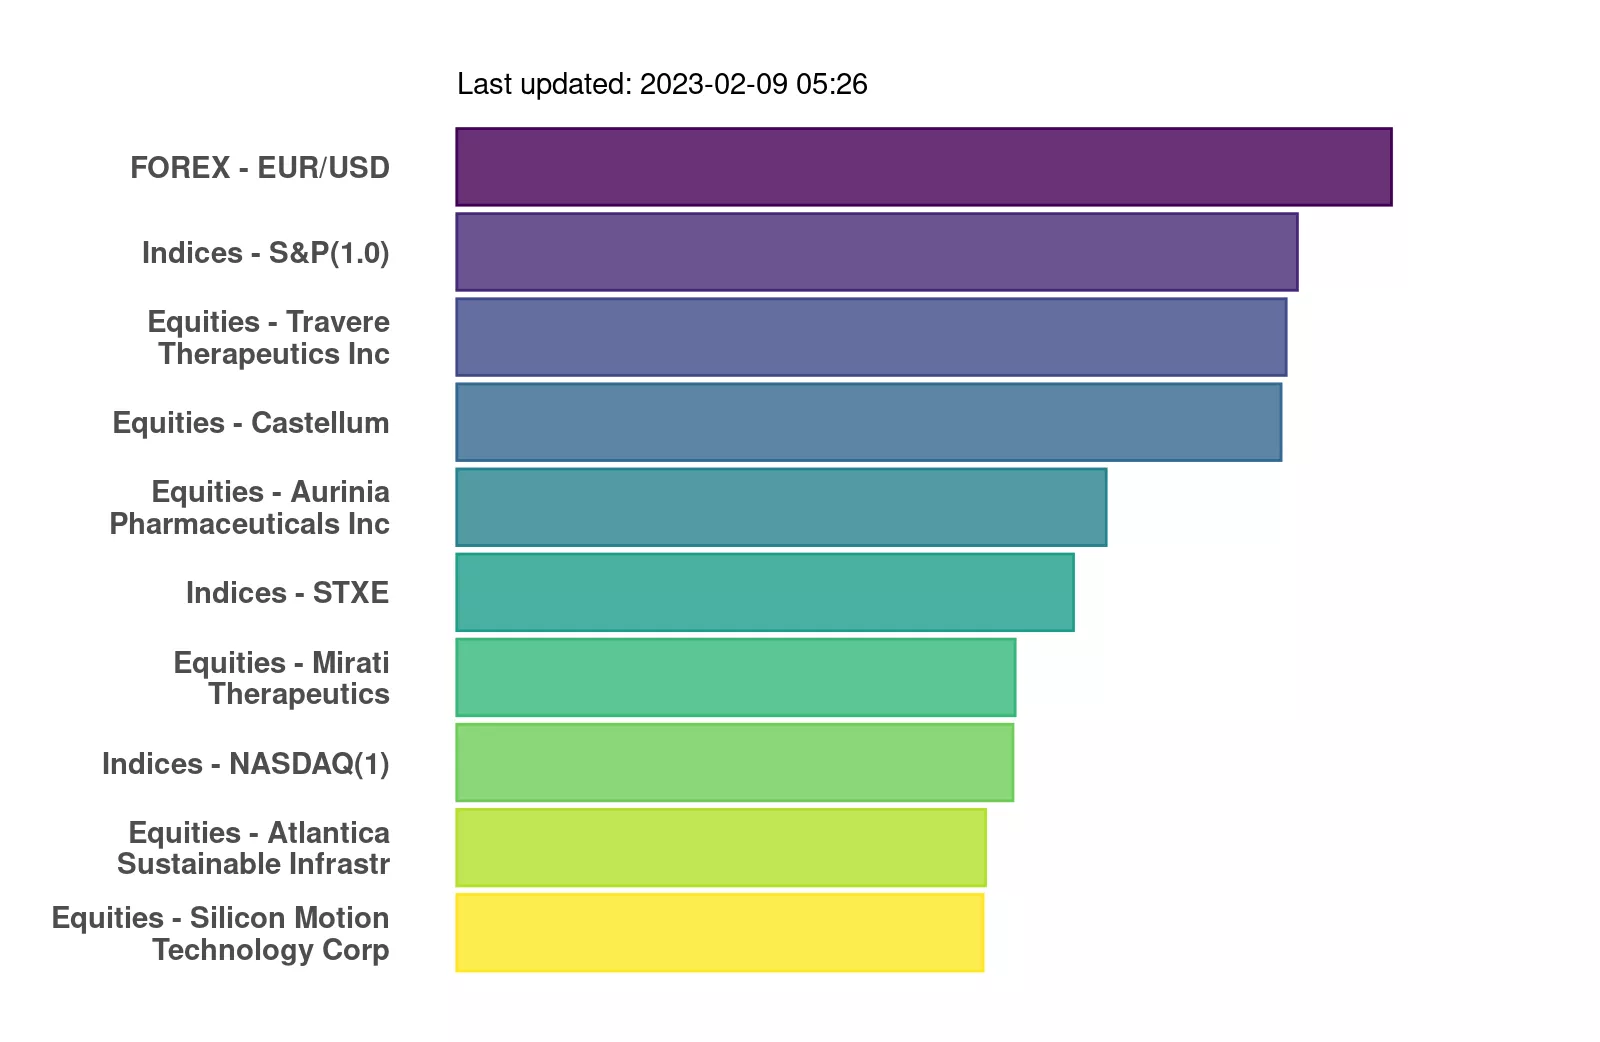 Last updated: 2023-02-09 05:26
FOREX - EUR/USD
Indices - S&P(1.0)
Equities - Travere
Therapeutics Inc
Equities - Castellum
Equities - Aurinia
Pharmaceuticals Inc
Indices - STXE
Equities - Mirati
Therapeutics
Indices - NASDAQ(1)
Equities - Atlantica
Sustainable Infrastr
Equities - Silicon Motion
Technology Corp